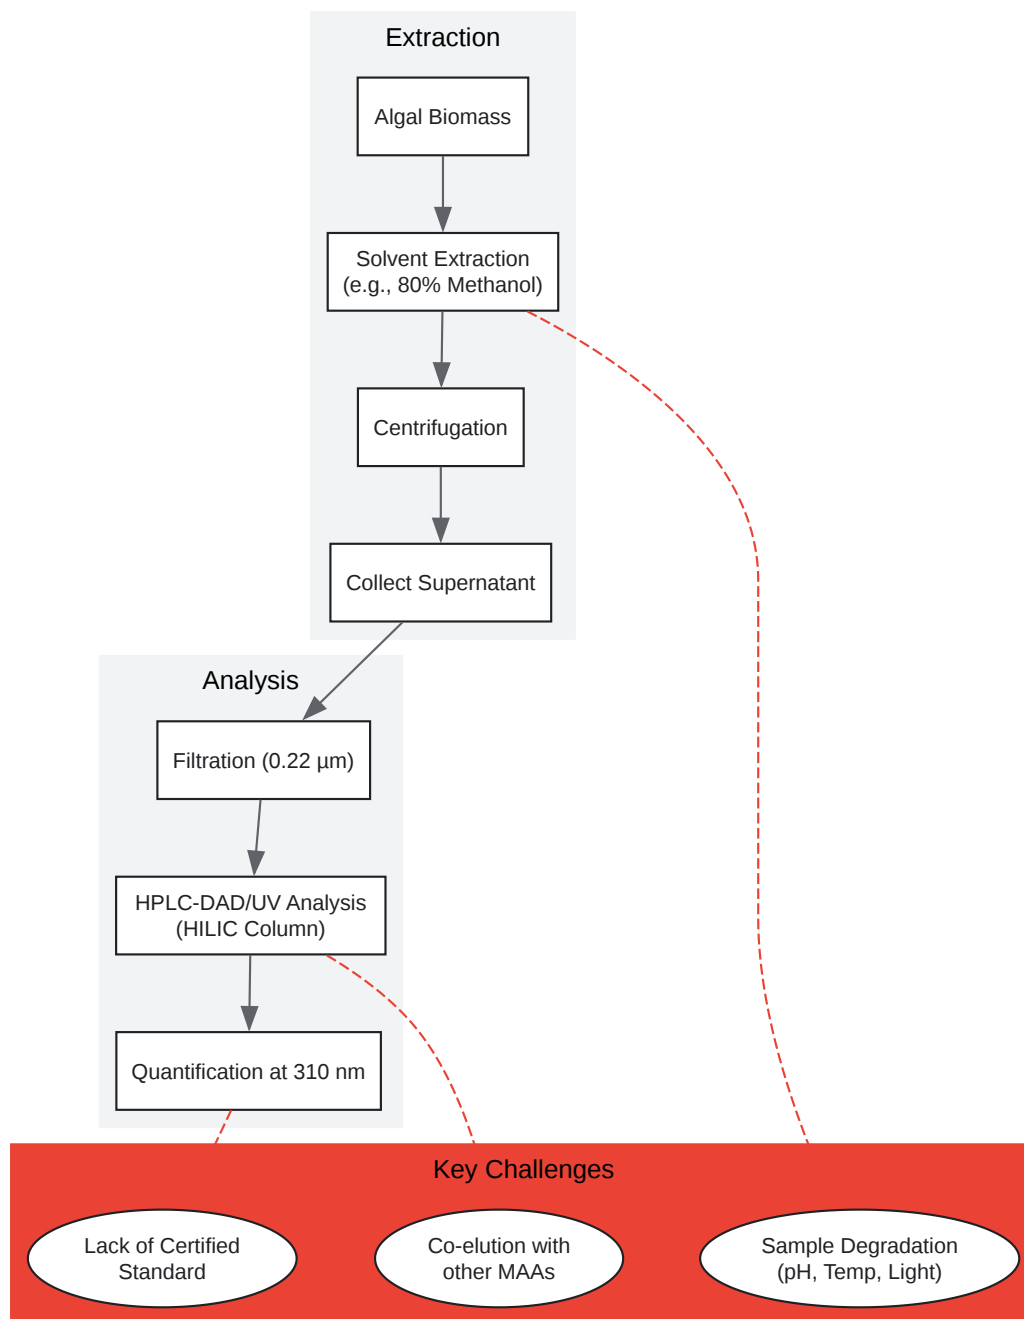 Extraction
Algal Biomass
Solvent Extraction
(e.g., 80% Methanol)
Centrifugation
Collect Supernatant
Analysis
Filtration (0.22 µm)
HPLC-DAD/UV Analysis
(HILIC Column)
Quantification at 310 nm
Key Challenges
Lack of Certified
Standard
Co-elution with
other MAAs
Sample Degradation
(pH, Temp, Light)